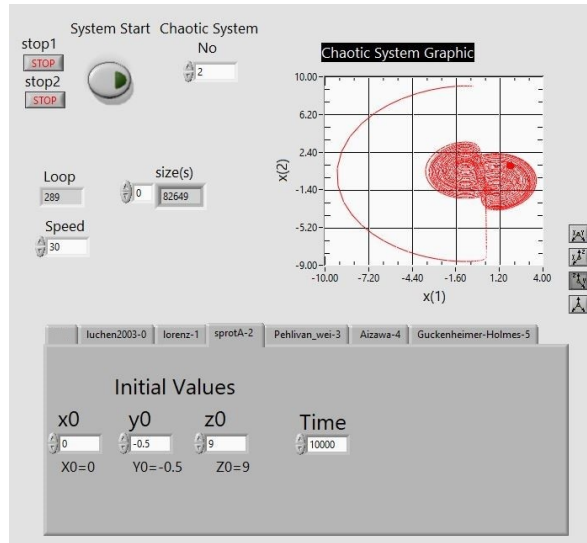 System Start
Chaotic System
No
stop1
STOP
stop2
STOP
2
Chaotic System Graphic
10.00
6.20
2.40
-1.40
-5.20
-9.00
x(2)
-10.00 -7.20 -4.40 -1.60 1.20 4.00
x(1)
Loop
289
size(s)
0 82649
Speed
30
luchen2003-0 lorenz-1 sprotA-2 Pehlivan_wei-3 Aizawa-4 Guckenheimer-Holmes-5
Initial Values
x0 y0 z0 Time
0 -0.5 9 10000
X0=0 Y0=-0.5 Z0=9